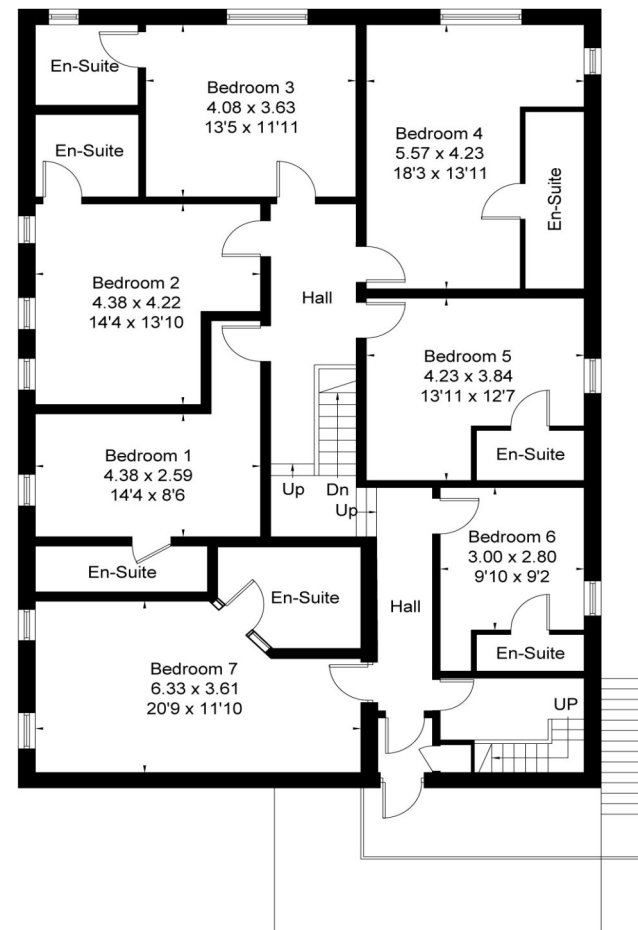 En-Suite
Bedroom 3
4.08 x 3.63
13'5 x 11'11
Bedroom 4
5.57 x 4.23
18'3 x 13'11
En-Suite
En-Suite
Bedroom 2
4.38 x 4.22
14'4 x 13'10
Hall
Bedroom 5
4.23 x 3.84
13'11 x 12'7
En-Suite
Bedroom 1
4.38 x 2.59
14'4 x 8'6
Up
Dn
Up
Bedroom 6
3.00 x 2.80
9'10 x 9'2
En-Suite
En-Suite
Hall
En-Suite
Bedroom 7
6.33 x 3.61
20'9 x 11'10
UP